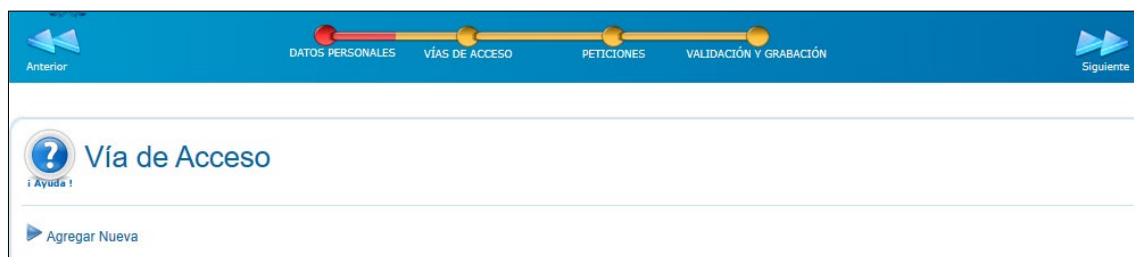 DATOS PERSONALES VÍAS DE ACCESO PETICIONES VALIDACIÓN Y GRABACIÓN
Anterior Siguiente
? Vía de Acceso
¡ Ayuda !
Agregar Nueva